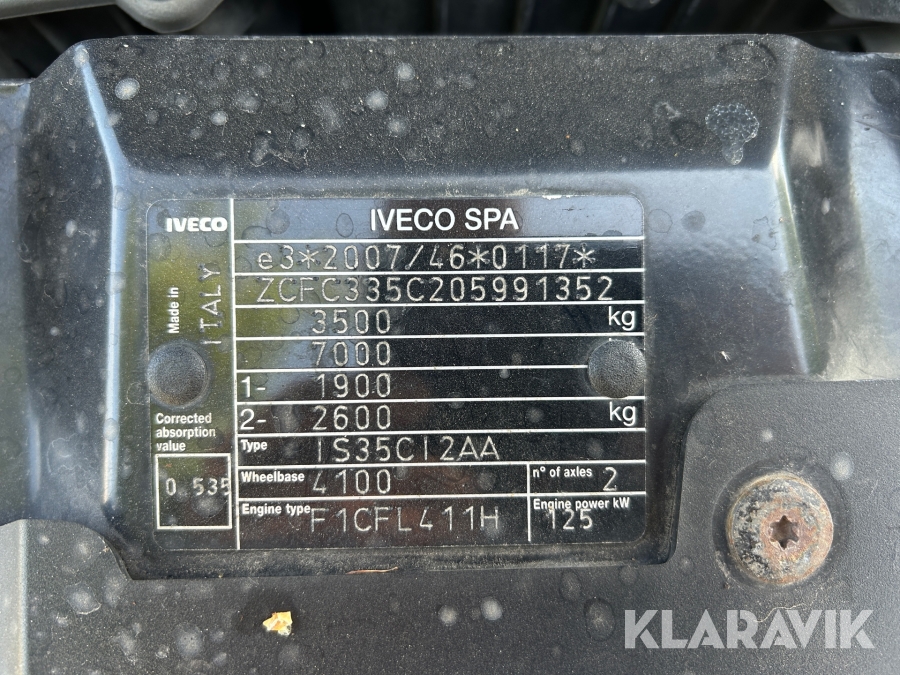 IVECO
IVECO SPA
e3*2007/46*0117*
ZCFC335C205991352
3500 kg
7000
1- 1900
2- 2600 kg
Made in
ITALY
Corrected
absorption
value
0.535
Type IS35CI2AA
Wheelbase 4100
n° of axles 2
Engine type F1CFL411H
Engine power kW
125
KLARAVIK